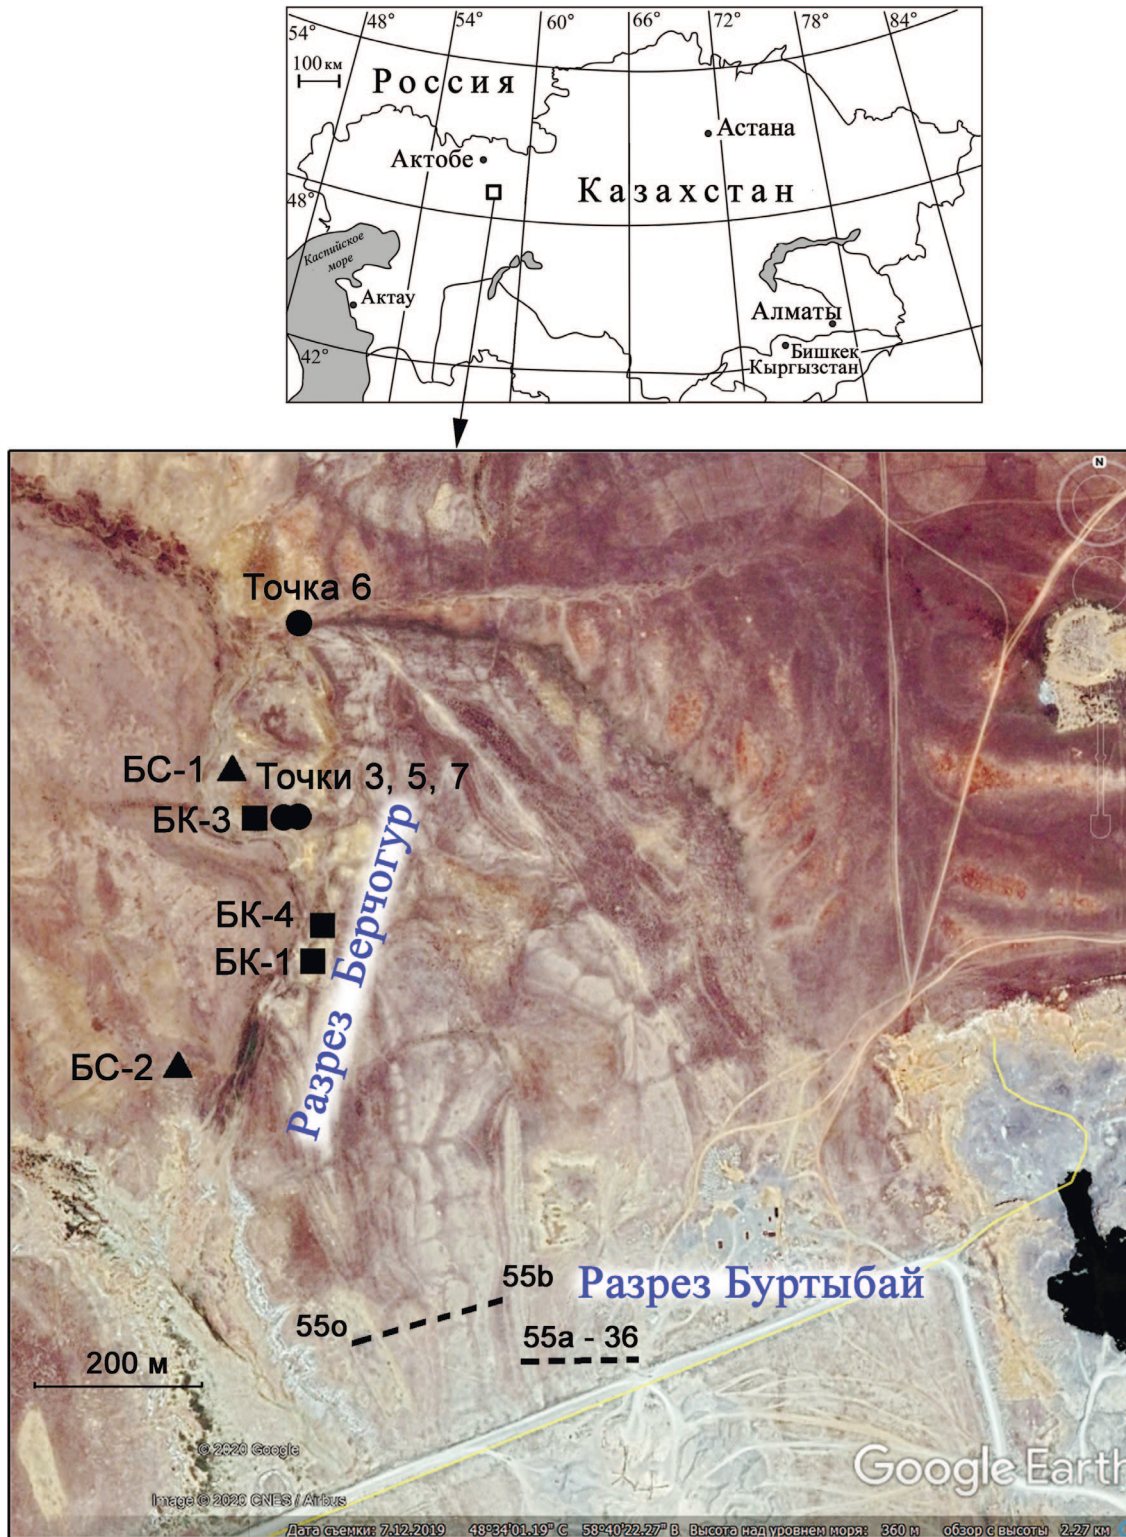 48° 54° 60° 66° 72° 78° 84°
54°
100 км
Россия
Астана
Актобе
Казахстан
48°
Каспийское
море
Актау
Алматы
42°
Бишкек
Кыргызстан
N
Точка 6
БС-1
Точки 3, 5, 7
БК-3
Разрез Берчогур
БК-4
БК-1
БС-2
55b
Разрез Буртыбай
55o
55a - 36
200 м
© 2020 Google
Google Earth
Image © 2020 CNES / Airbus
Дата съемки: 7.12.2019 48°34'01.19" С 58°40'22.27" В Высота над уровнем моря: 360 м обзор с высоты 2.27 км